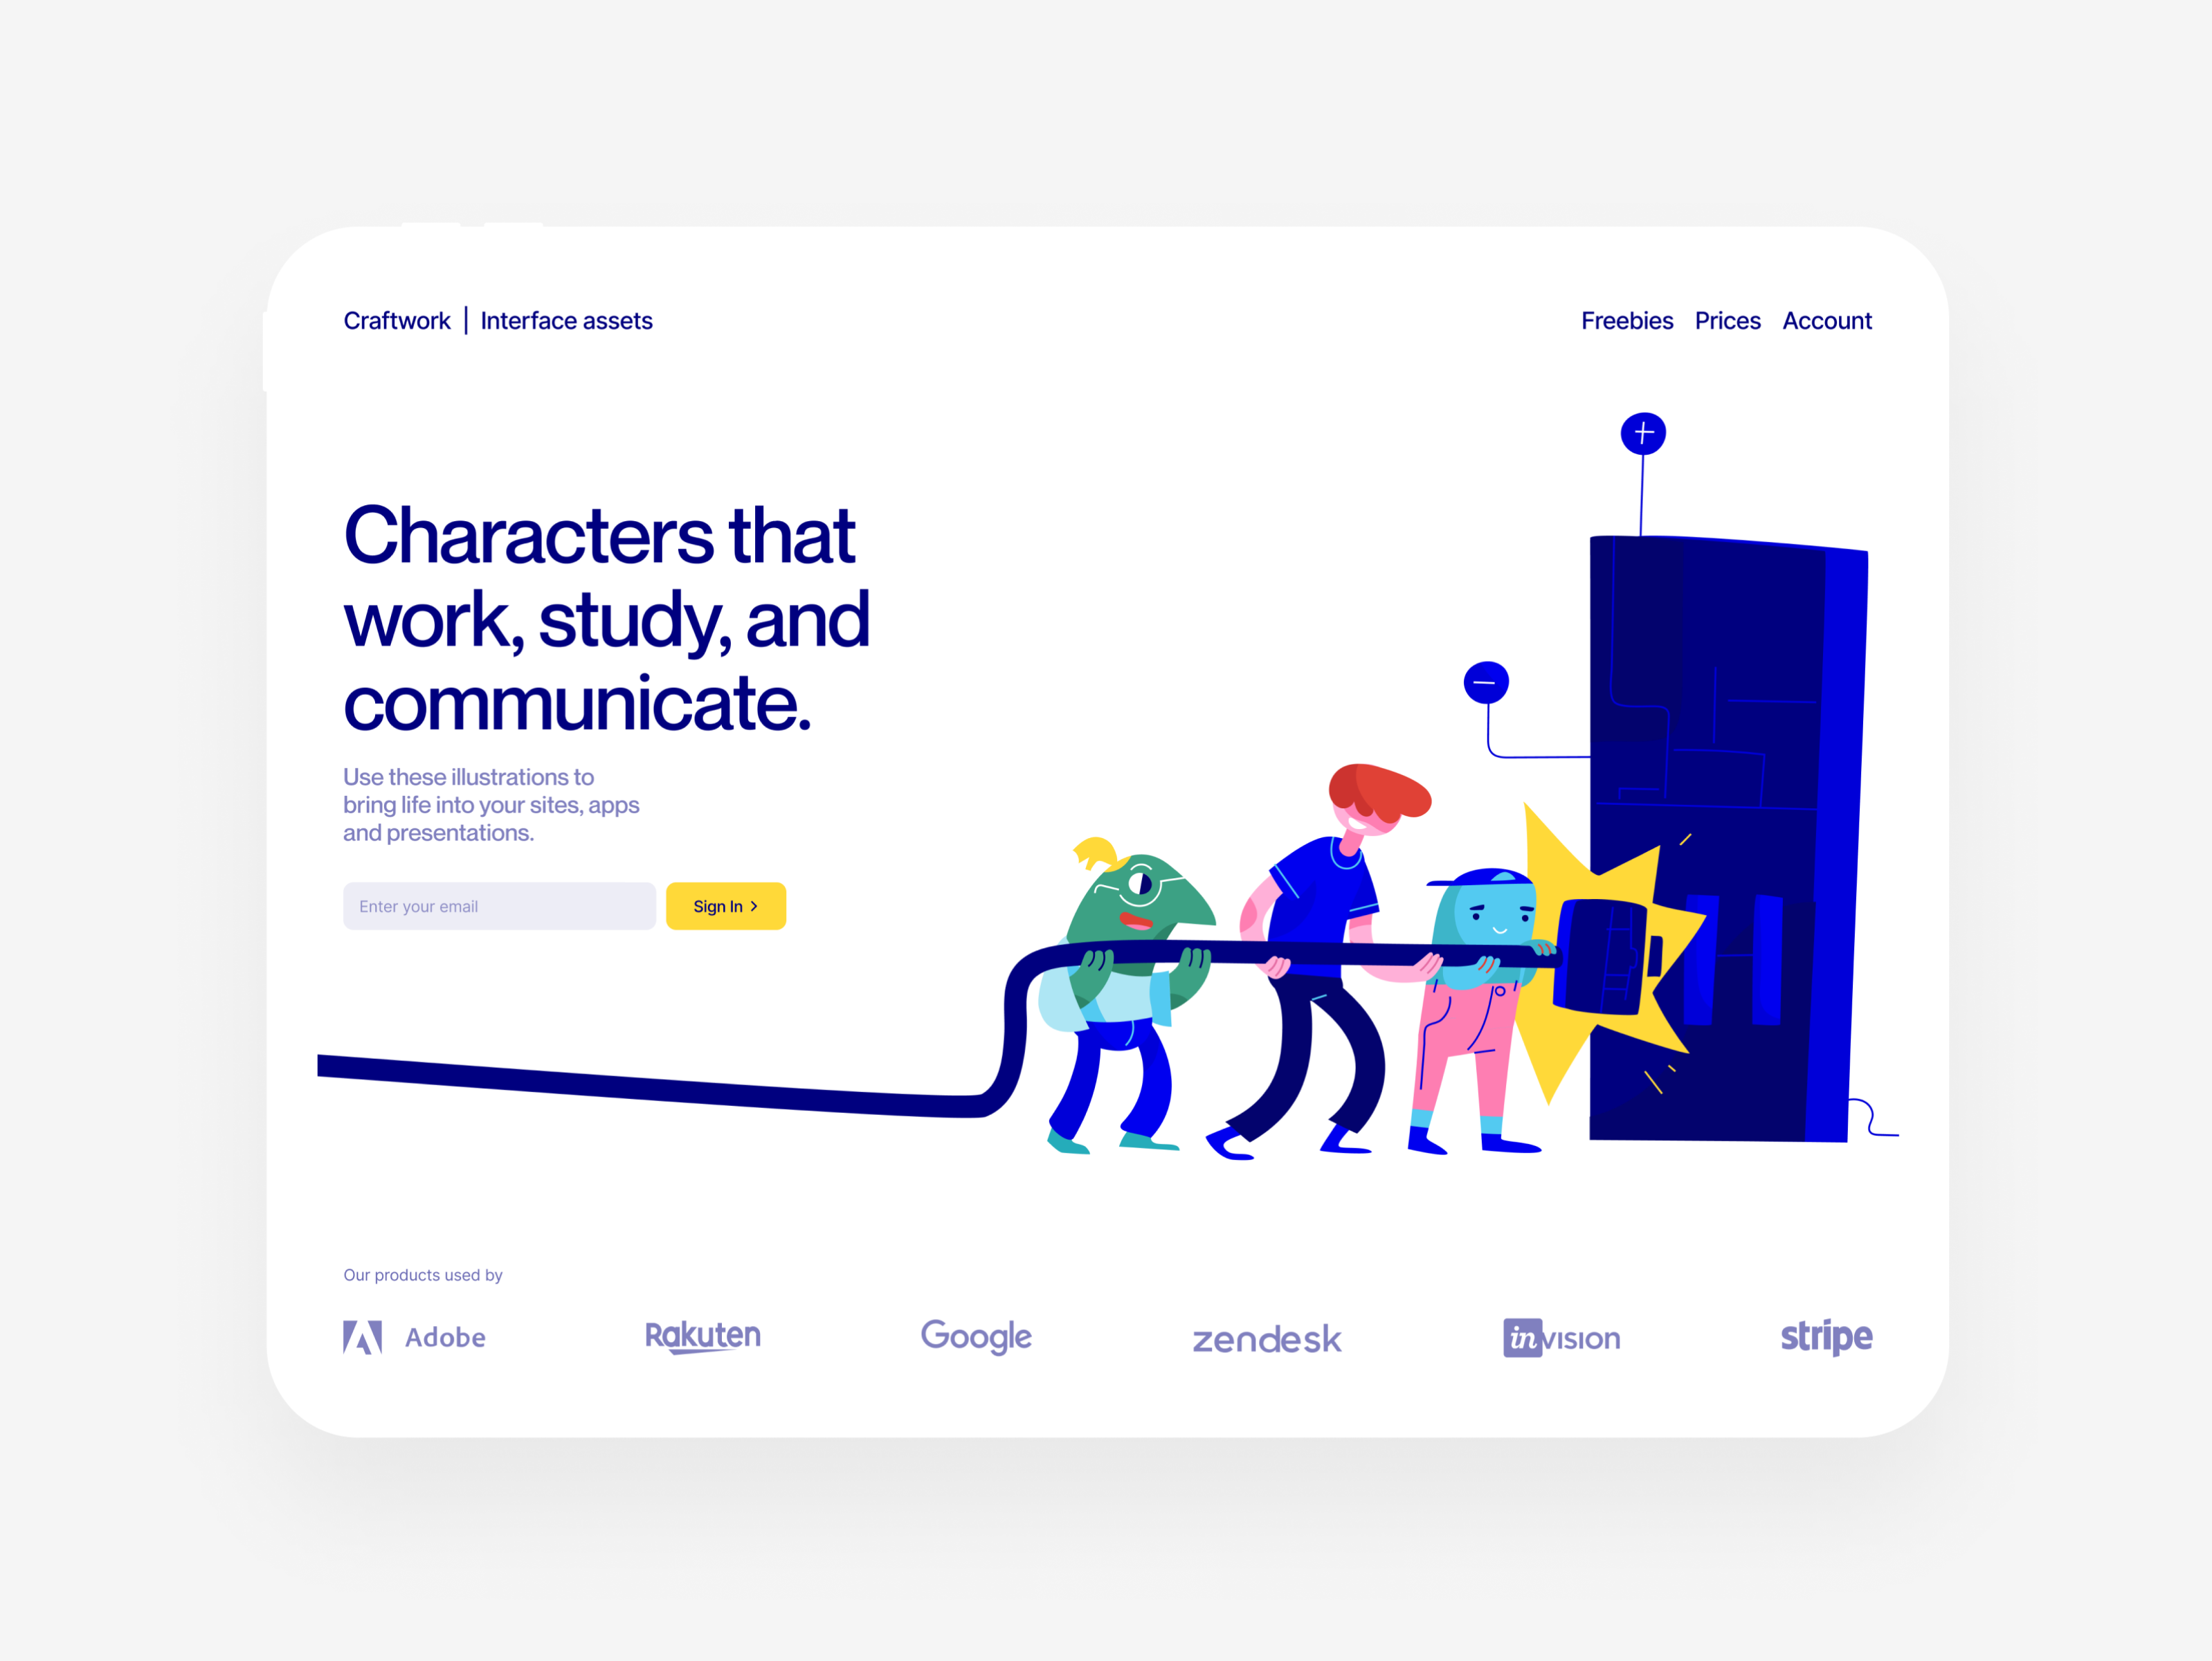 Craftwork | Interface assets
Freebies Prices Account
Characters that
work, study, and
communicate.
Use these illustrations to
bring life into your sites, apps
and presentations.
Enter your email
Sign In >
Our products used by
Adobe
Rakuten
Google
zendesk
invision
stripe